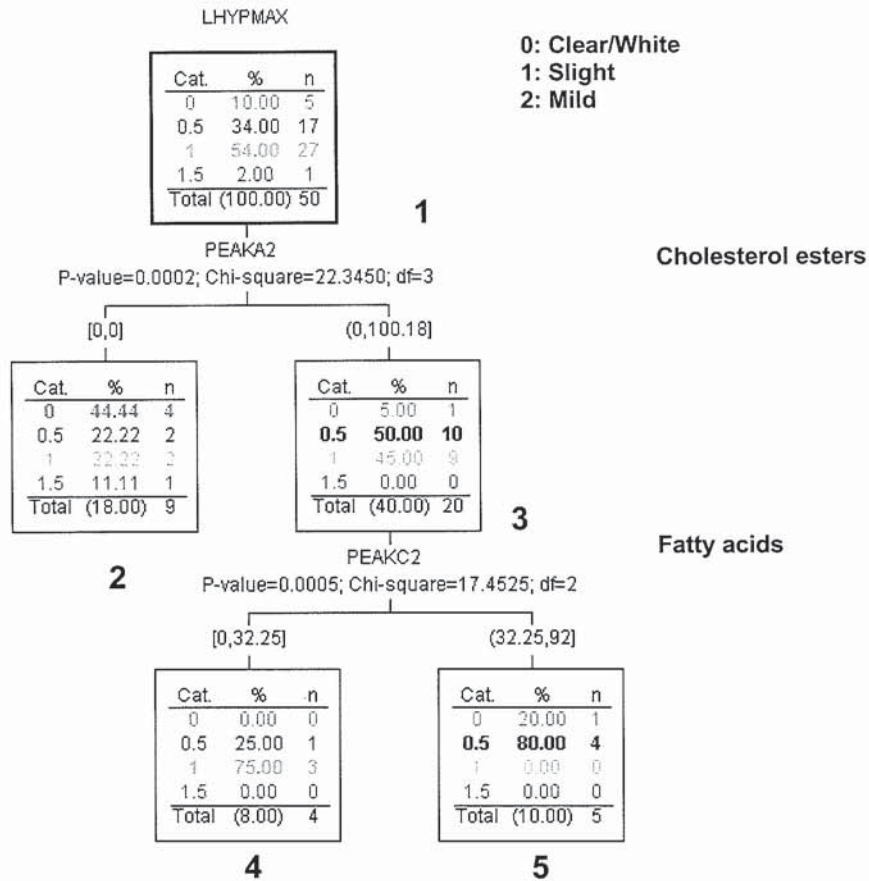 LHYPMAX
0: Clear/White
1: Slight
2: Mild
Cat. % n
0 10.00 5
0.5 34.00 17
1 54.00 27
1.5 2.00 1
Total (100.00) 50
1
PEAKA2
Cholesterol esters
P-value=0.0002; Chi-square=22.3450; df=3
[0,0]
(0,100.18]
Cat. % n
0 44.44 4
0.5 22.22 2
1 22.22 2
1.5 11.11 1
Total (18.00) 9
2
Cat. % n
0 5.00 1
0.5 50.00 10
1 45.00 9
1.5 0.00 0
Total (40.00) 20
3
PEAKC2
Fatty acids
P-value=0.0005; Chi-square=17.4525; df=2
[0,32.25]
(32.25,92]
Cat. % n
0 0.00 0
0.5 25.00 1
1 75.00 3
1.5 0.00 0
Total (8.00) 4
4
Cat. % n
0 20.00 1
0.5 80.00 4
1 0.00 0
1.5 0.00 0
Total (10.00) 5
5